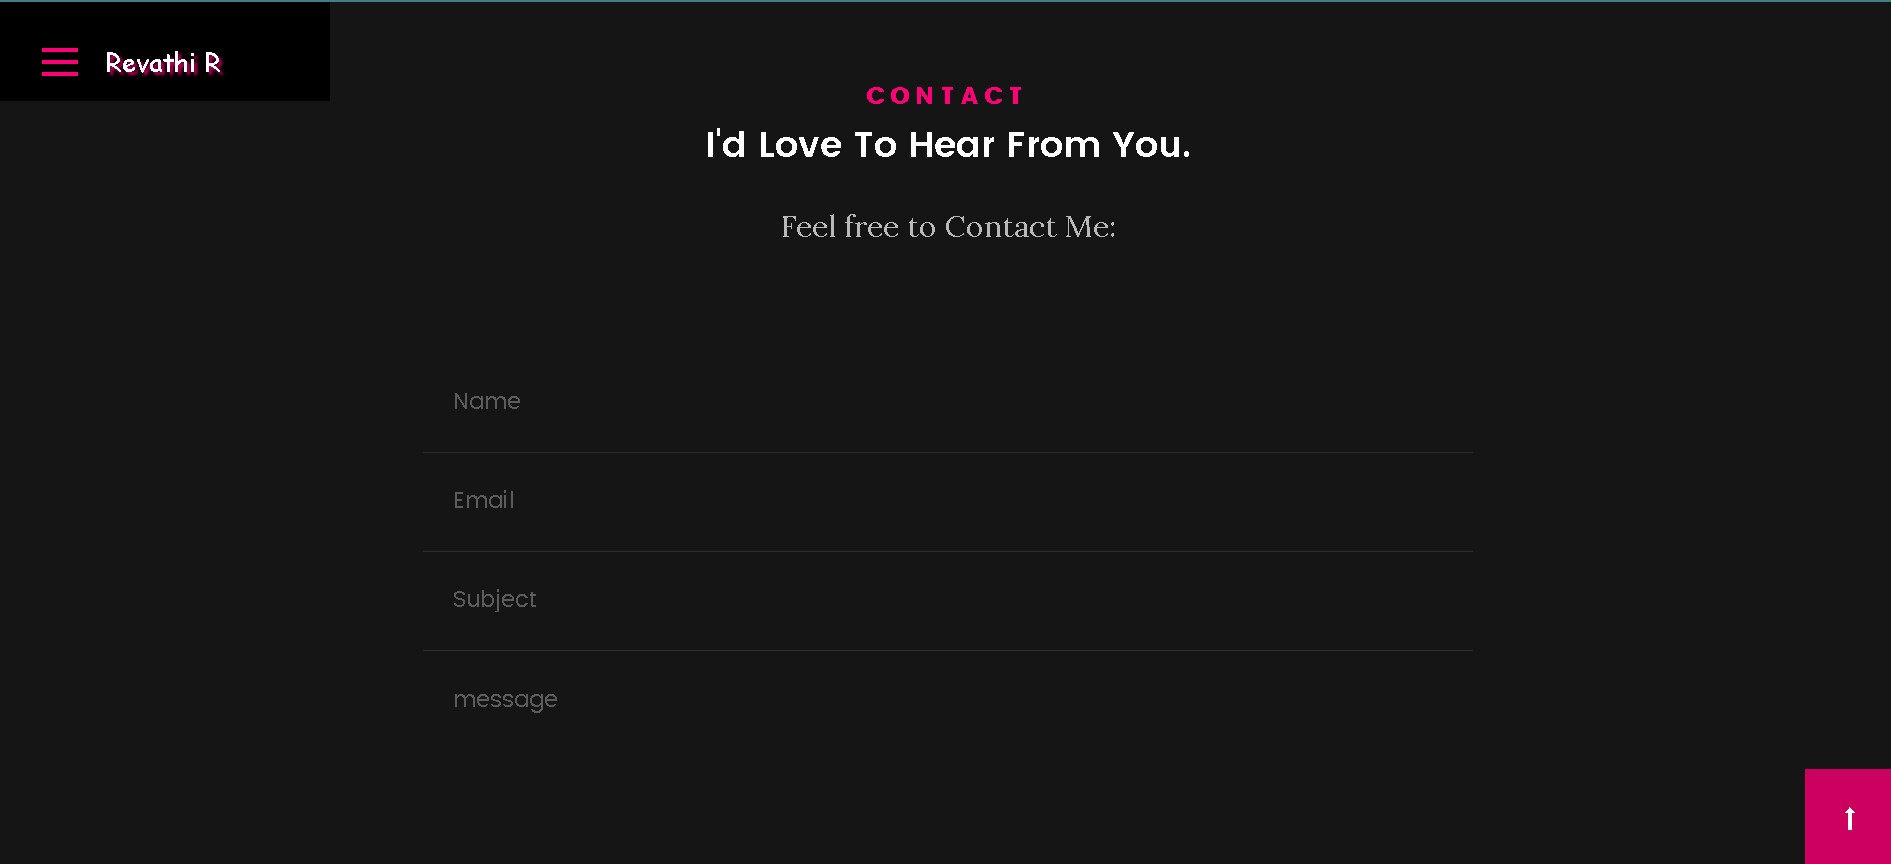 Revathi R
CONTACT
I'd Love To Hear From You.
Feel free to Contact Me:
Name
Email
Subject
message